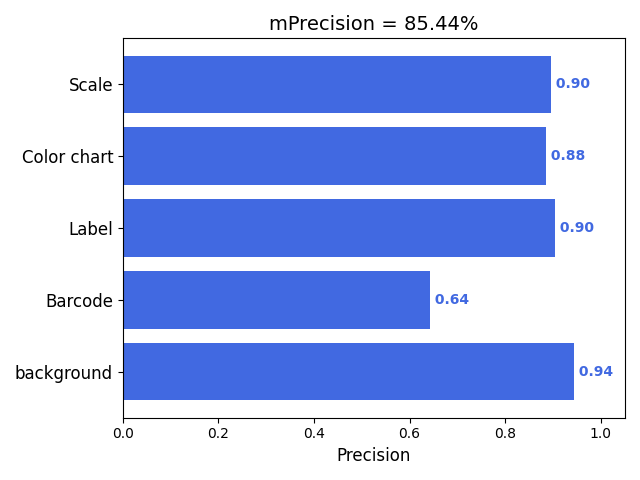 mPrecision = 85.44%
Scale 0.90
Color chart 0.88
Label 0.90
Barcode 0.64
background 0.94
0.0 0.2 0.4 0.6 0.8 1.0
Precision